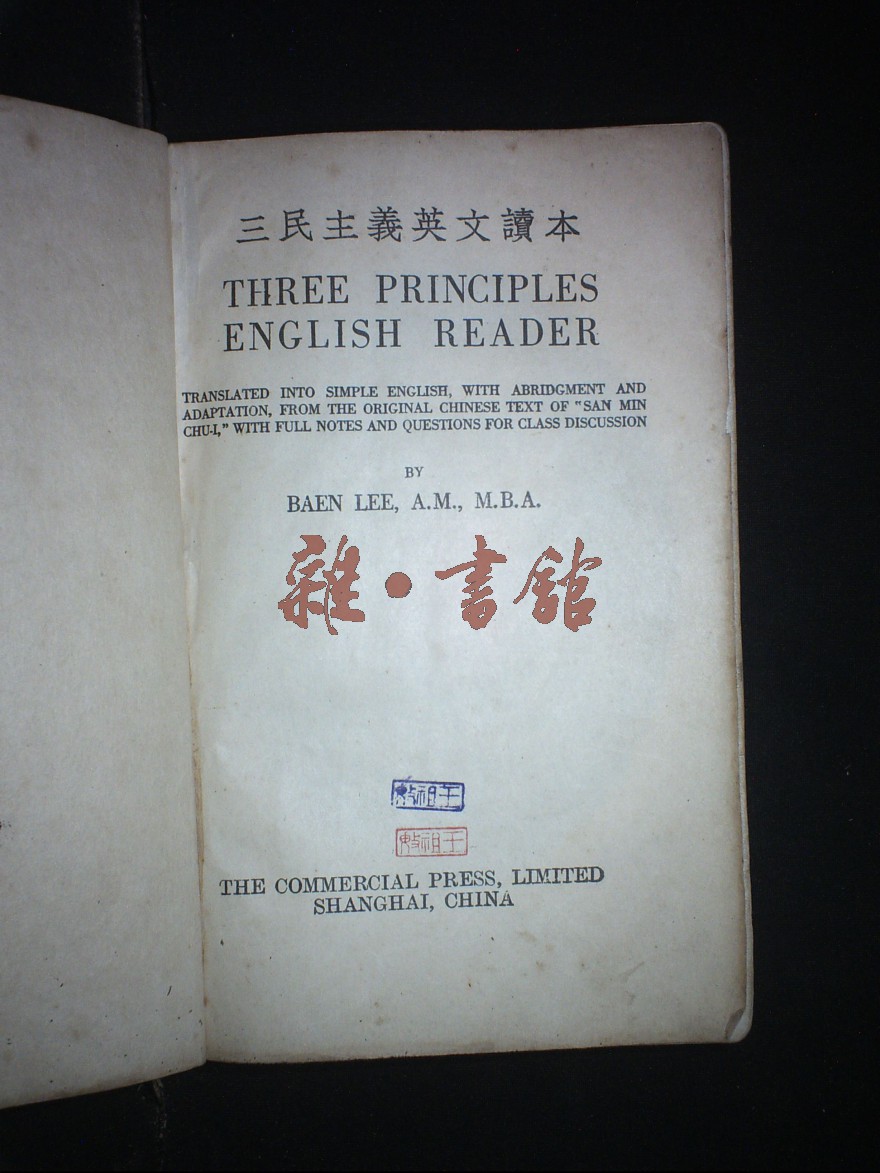 三民主義英文讀本
THREE PRINCIPLES
ENGLISH READER
TRANSLATED INTO SIMPLE ENGLISH, WITH ABRIDGMENT AND
ADAPTATION, FROM THE ORIGINAL CHINESE TEXT OF "SAN MIN
CHU-I," WITH FULL NOTES AND QUESTIONS FOR CLASS DISCUSSION
BY
BAEN LEE, A.M., M.B.A.
雜•書館
THE COMMERCIAL PRESS, LIMITED
SHANGHAI, CHINA